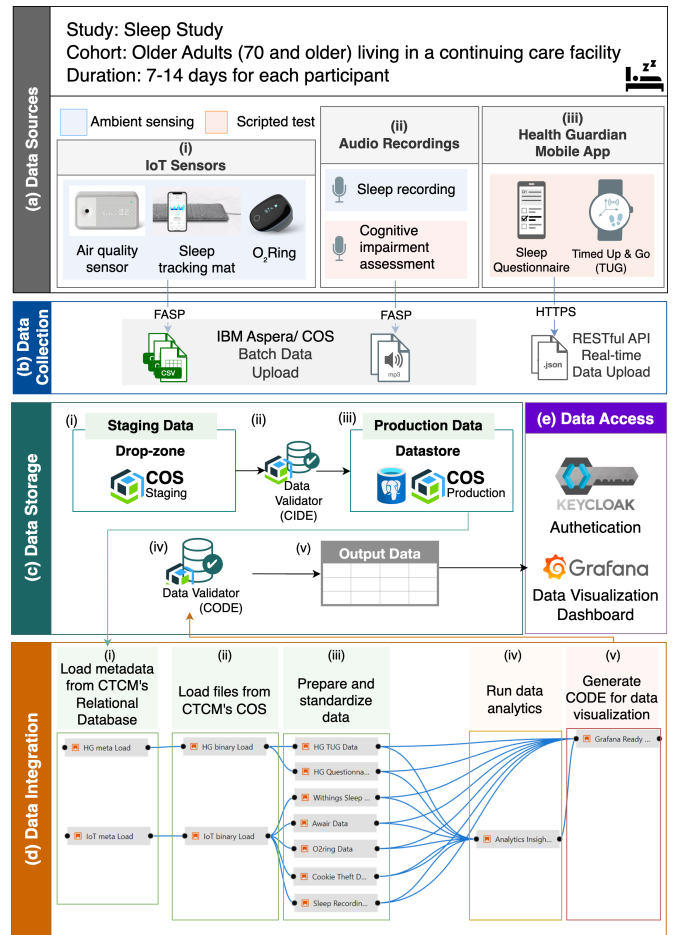 (a) Data Sources
Study: Sleep Study
Cohort: Older Adults (70 and older) living in a continuing care facility
Duration: 7-14 days for each participant
z z
Ambient sensing
Scripted test
(i)
IoT Sensors
Air quality
sensor
Sleep
tracking mat
O2Ring
(ii)
Audio Recordings
Sleep recording
Cognitive
impairment
assessment
(iii)
Health Guardian
Mobile App
Sleep
Questionnaire
Timed Up & Go
(TUG)
(b) Data
Collection
FASP
CSV
IBM Aspera/ COS
Batch Data
Upload
FASP
mp3
HTTPS
.json
RESTful API
Real-time
Data Upload
(c) Data Storage
(i)
Staging Data
Drop-zone
COS
Staging
(ii)
Data
Validator
(CIDE)
(iii)
Production Data
Datastore
COS
Production
(iv)
Data Validator
(CODE)
(v)
Output Data
(e) Data Access
KEYCLOAK
Authetication
Grafana
Data Visualization
Dashboard
(d) Data Integration
(i)
Load metadata
from CTCM's
Relational
Database
HG meta Load
IoT meta Load
(ii)
Load files from
CTCM's COS
HG binary Load
IoT binary Load
(iii)
Prepare and
standardize
data
HG TUG Data
HG Questionna...
Withings Sleep ...
Awair Data
O2ring Data
Cookie Theft D...
Sleep Recordin...
(iv)
Run data
analytics
Analytics Insigh...
(v)
Generate
CODE for data
visualization
Grafana Ready ...